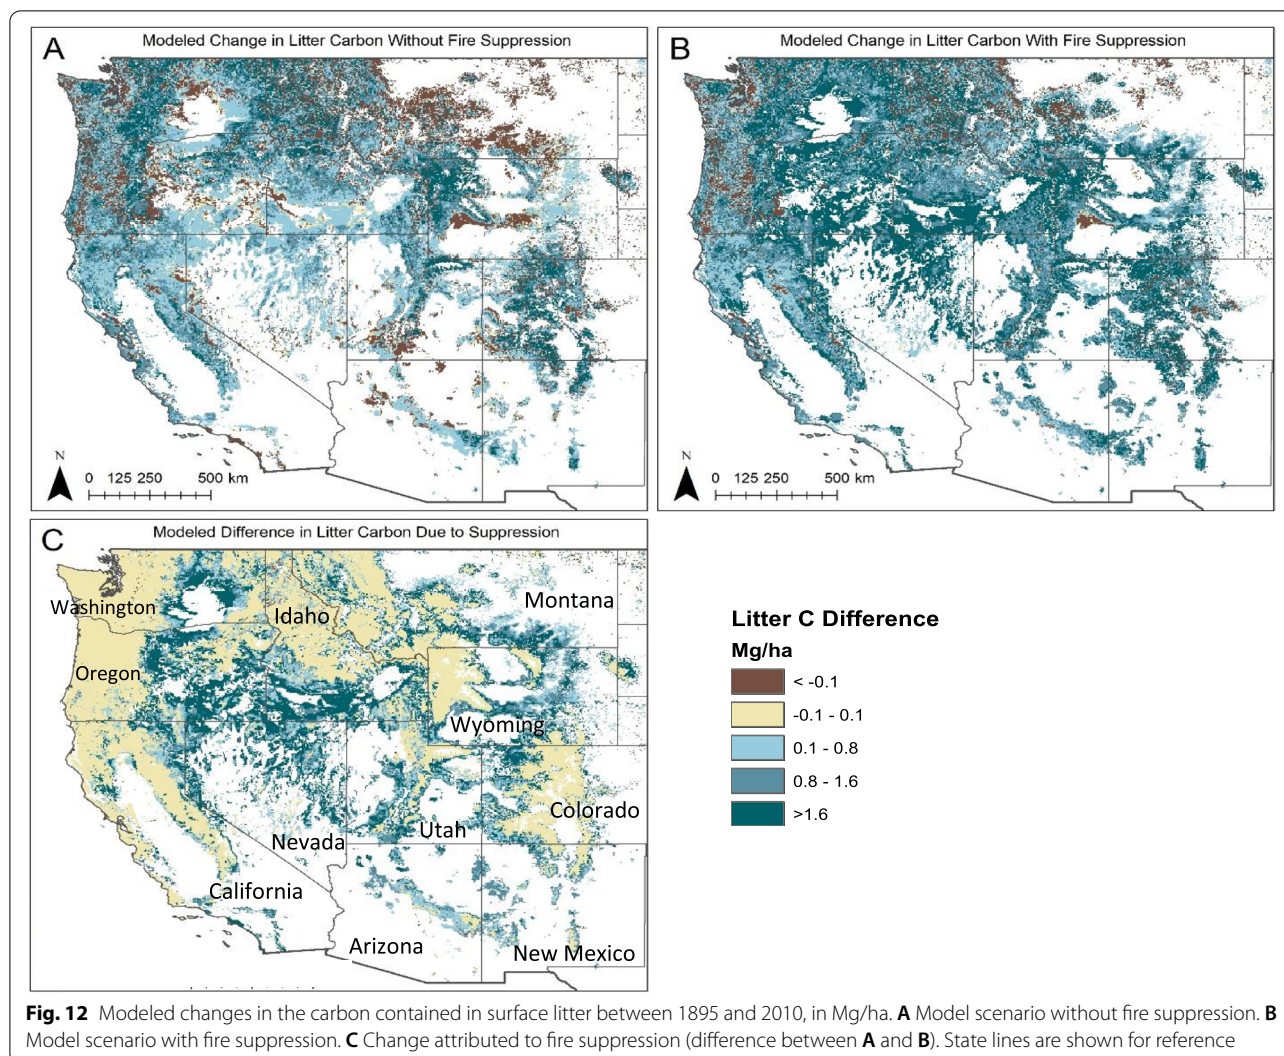 A
Modeled Change in Litter Carbon Without Fire Suppression
N
0 125 250 500 km
B
Modeled Change in Litter Carbon With Fire Suppression
N
0 125 250 500 km
C
Modeled Difference in Litter Carbon Due to Suppression
Washington
Montana
Idaho
Oregon
Wyoming
Colorado
Utah
Nevada
California
Arizona
New Mexico
Litter C Difference
Mg/ha
< -0.1
-0.1 - 0.1
0.1 - 0.8
0.8 - 1.6
>1.6
Fig. 12 Modeled changes in the carbon contained in surface litter between 1895 and 2010, in Mg/ha. A Model scenario without fire suppression. B
Model scenario with fire suppression. C Change attributed to fire suppression (difference between A and B). State lines are shown for reference